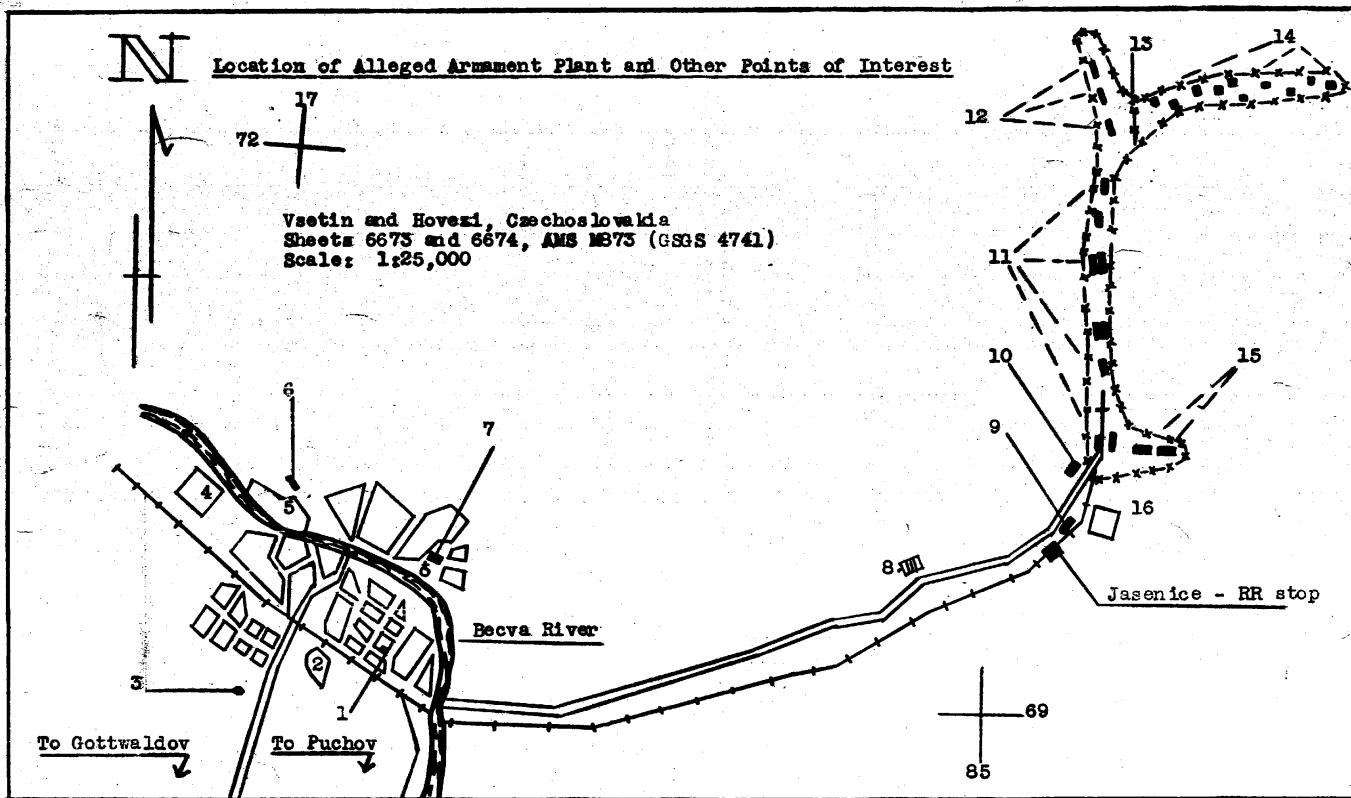 N
Location of Alleged Armament Plant and Other Points of Interest
17
72
Vsetin and Hovezi, Czechoslovakia
Sheets 6673 and 6674, AMS M873 (GSGS 4741)
Scale: 1:25,000
13
14
12
11
10
15
9
6
7
4
5
16
8
6
Jasenice - RR stop
Becva River
2
3
1
69
To Gottwaldov
To Puchov
85